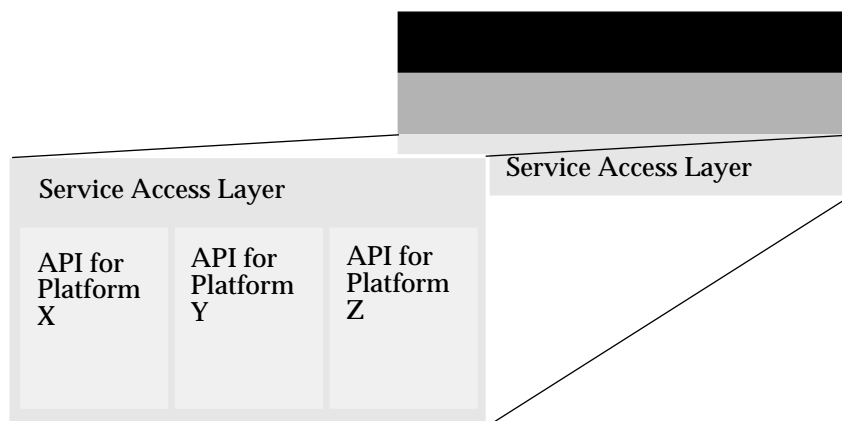 Service Access Layer
Service Access Layer
API for
Platform
X
API for
Platform
Y
API for
Platform
Z